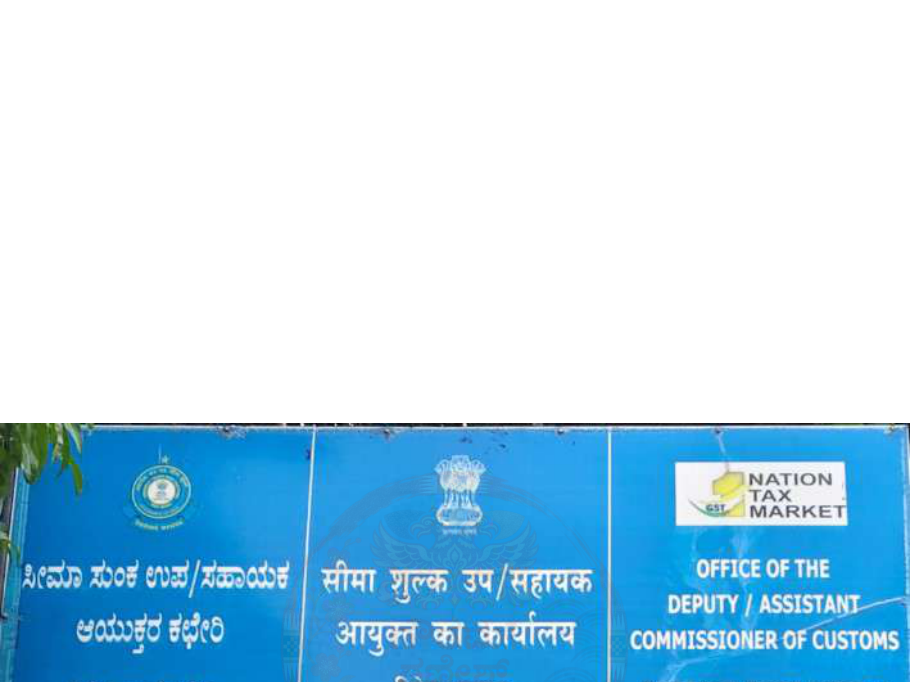 ಸೀಮಾ ಸುಂಕ ಉಪ/ಸಹಾಯಕ
ಆಯುಕ್ತರ ಕಛೇರಿ
सीमा शुल्क उप/सहायक
आयुक्त का कार्यालय
NATION
TAX
MARKET
GST
OFFICE OF THE
DEPUTY / ASSISTANT
COMMISSIONER OF CUSTOMS